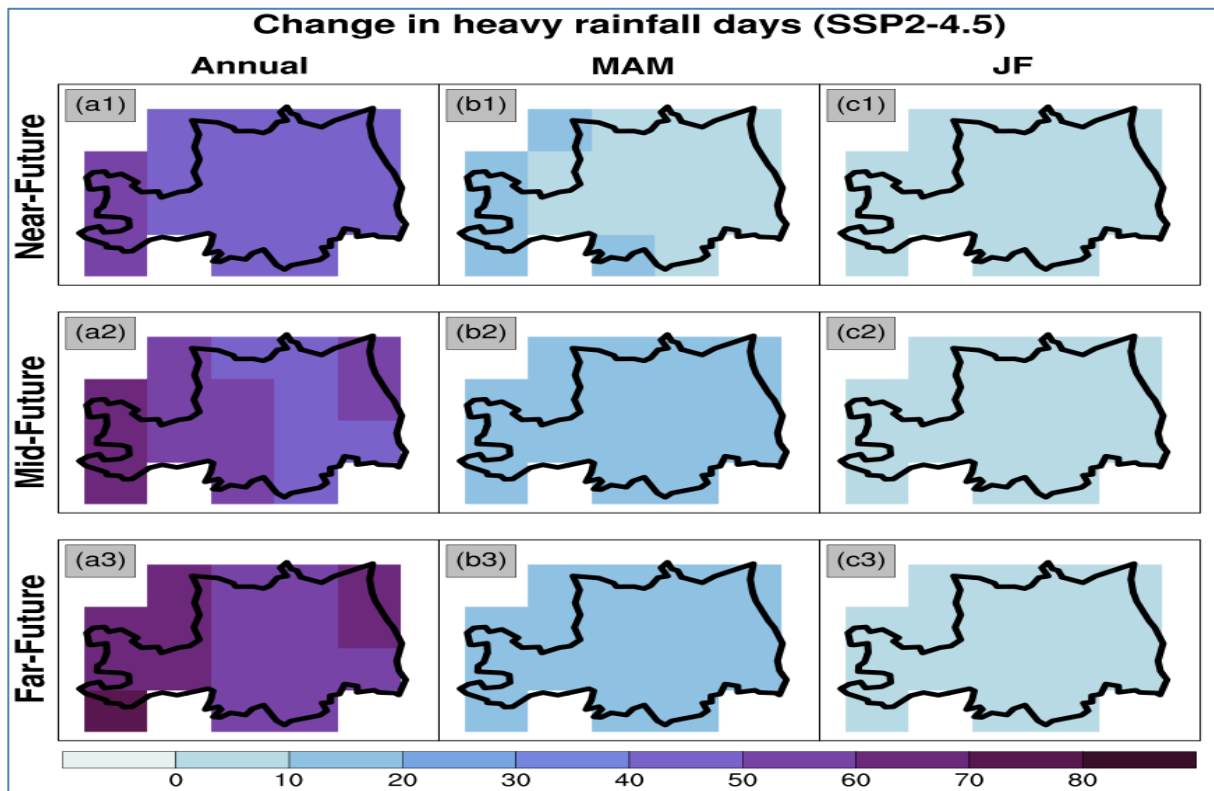 Change in heavy rainfall days (SSP2-4.5)
Annual MAM JF
Near-Future (a1) (b1) (c1)
Mid-Future (a2) (b2) (c2)
Far-Future (a3) (b3) (c3)
0 10 20 30 40 50 60 70 80